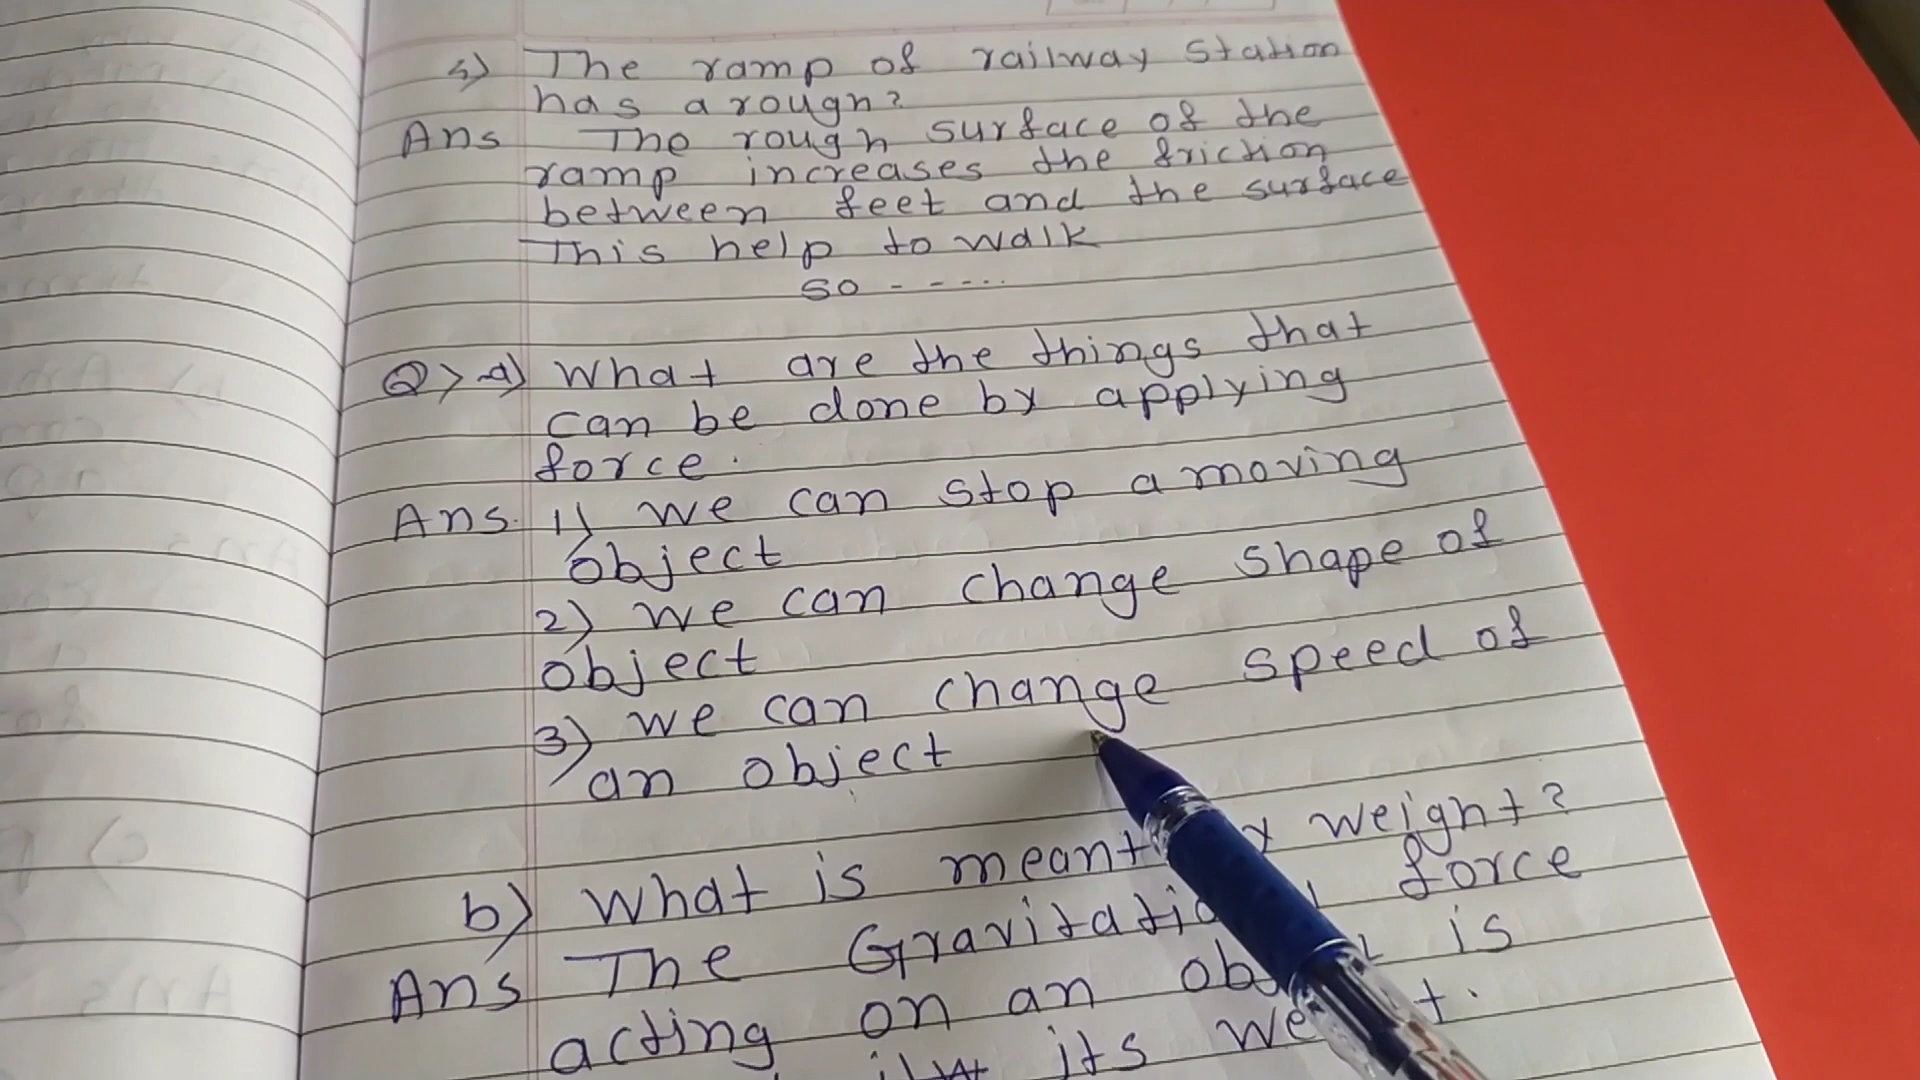 5) The ramp of railway station
has a rough?
Ans The rough surface of the
ramp increases the friction
between feet and the surface
This help to walk
so - - - - -
Q> a) What are the things that
can be done by applying
force.
Ans. 1) we can stop a moving
object
2) we can change shape of
object
3) we can change speed of
an object
b) What is meant weight?
Ans The force
acting on an is
its